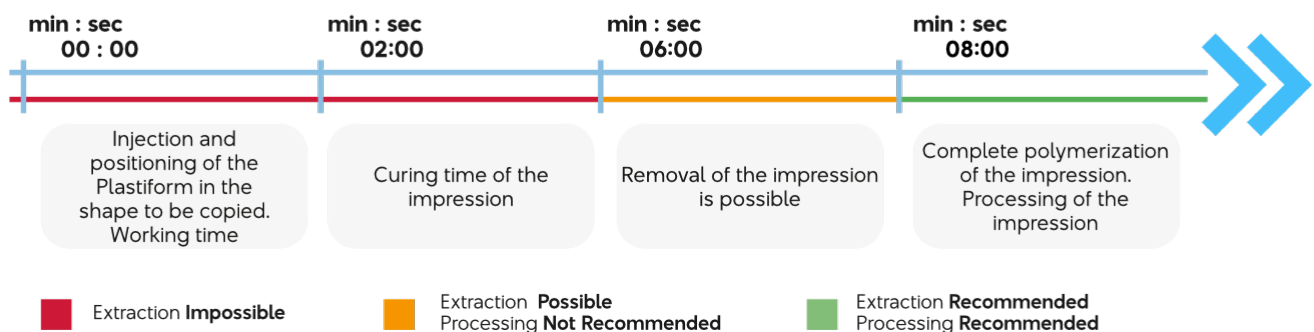 min : sec
00 : 00
min : sec
02:00
min : sec
06:00
min : sec
08:00
Injection and
positioning of the
Plastiform in the
shape to be copied.
Working time
Curing time of the
impression
Removal of the impression
is possible
Complete polymerization
of the impression.
Processing of the
impression
Extraction Impossible
Extraction Possible
Processing Not Recommended
Extraction Recommended
Processing Recommended